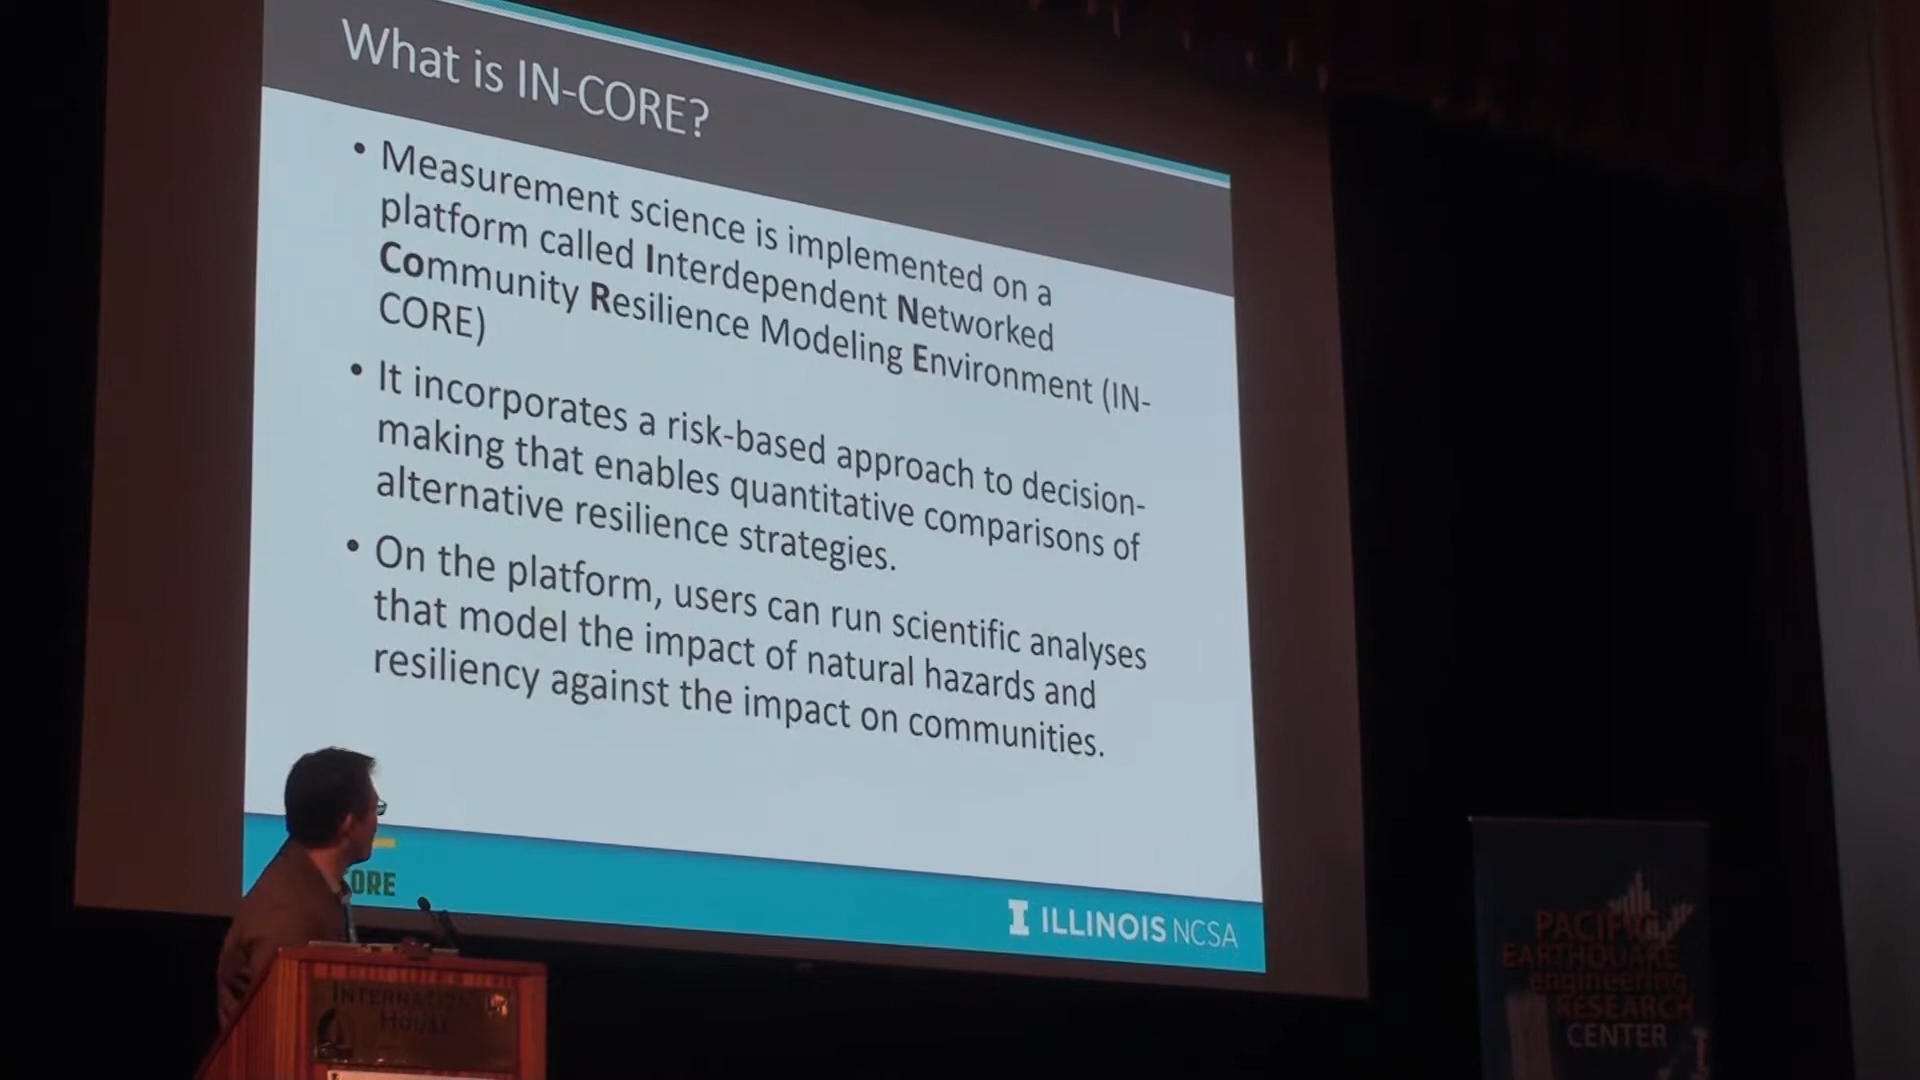 What is IN-CORE?
• Measurement science is implemented on a
platform called Interdependent Networked
Community Resilience Modeling Environment (IN-
CORE)
• It incorporates a risk-based approach to decision-
making that enables quantitative comparisons of
alternative resilience strategies.
• On the platform, users can run scientific analyses
that model the impact of natural hazards and
resiliency against the impact on communities.
ORE
I ILLINOIS NCSA
INTERNATIONAL
HOUSE
PACIFIC
EARTHQUAKE
engineering
RESEARCH
CENTER